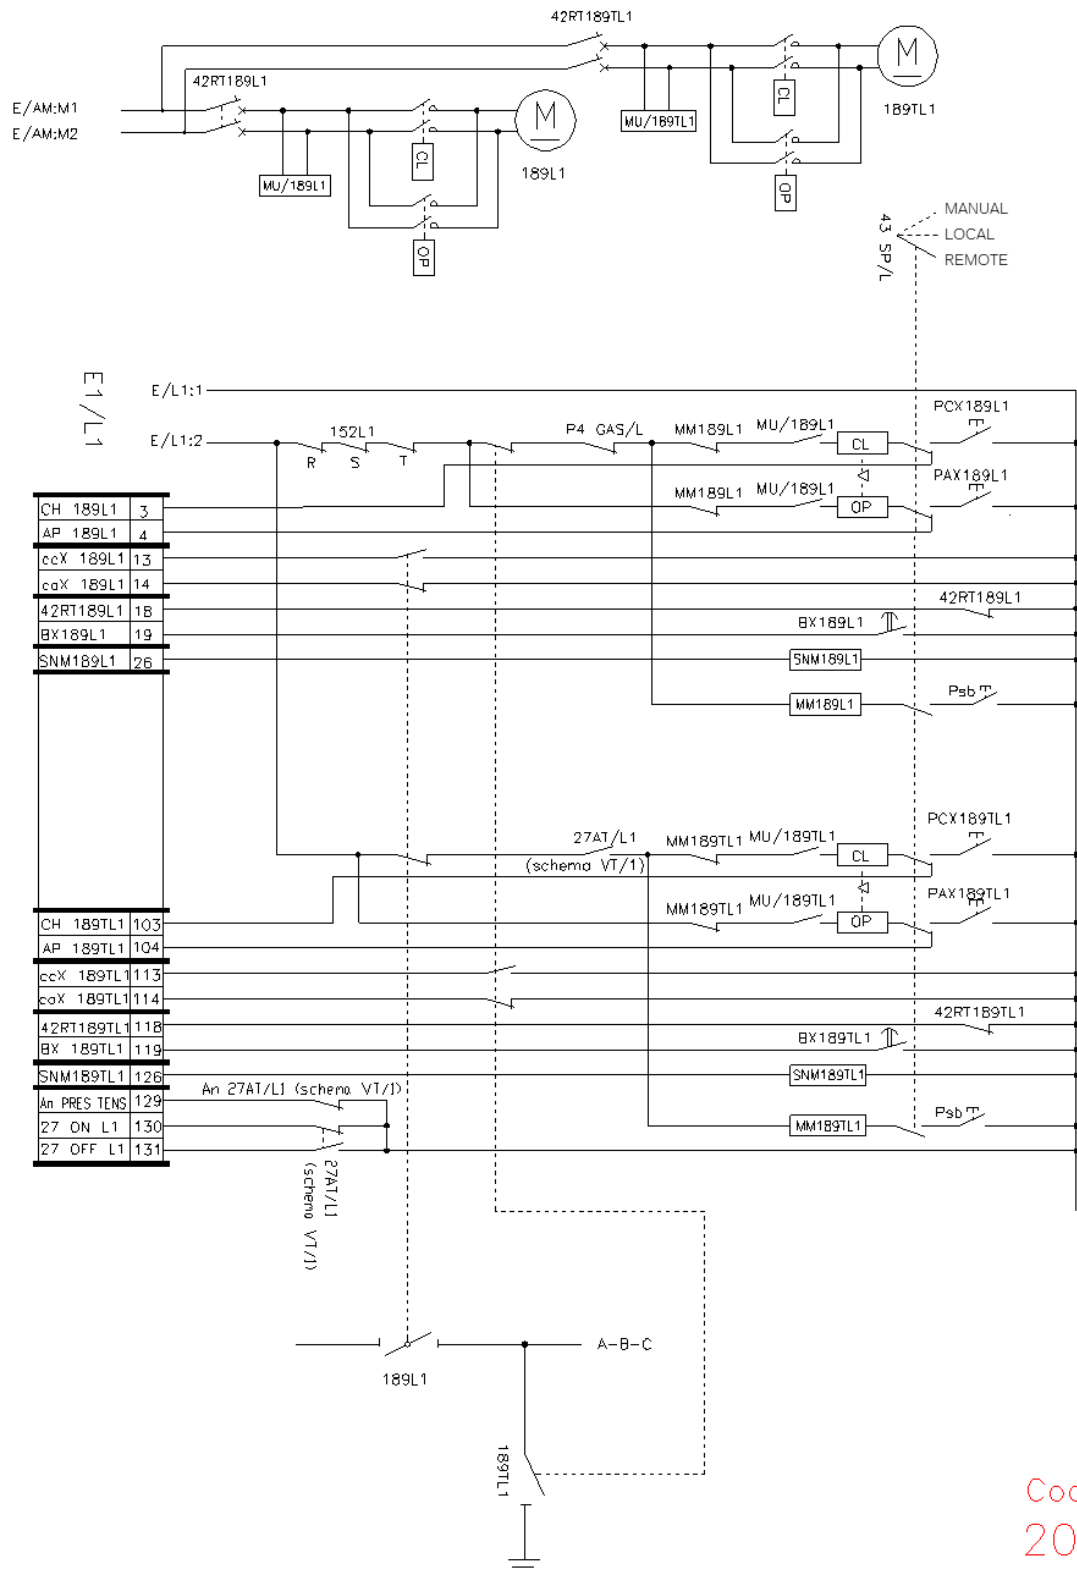 42RT189TL1
M
189TL1
CL
MU/189TL1
OP
42RT189L1
E/AM:M1
E/AM:M2
M
189L1
CL
MU/189L1
OP
43 SP/L
MANUAL
LOCAL
REMOTE
E1/L1
E/L1:1
E/L1:2
152L1
R S T
P4 GAS/L
MM189L1
MU/189L1
CL
PCX189L1
MM189L1
MU/189L1
OP
PAX189L1
CH 189L1 3
AP 189L1 4
ccX 189L1 13
caX 189L1 14
42RT189L1 18
42RT189L1
BX189L1 19
BX189L1
SNM189L1 26
SNM189L1
MM189L1
Psb
27AT/L1
(schema VT/1)
MM189TL1
MU/189TL1
CL
PCX189TL1
MM189TL1
MU/189TL1
OP
PAX189TL1
CH 189TL1 103
AP 189TL1 104
ccX 189TL1 113
caX 189TL1 114
42RT189TL1 118
42RT189TL1
BX 189TL1 119
BX189TL1
SNM189TL1 126
SNM189TL1
An 27AT/L1 (schema VT/1)
An PRES TENS 129
27 ON L1 130
27 OFF L1 131
MM189TL1
Psb
27AT/L1
(schema VT/1)
A-B-C
189L1
189TL1
20